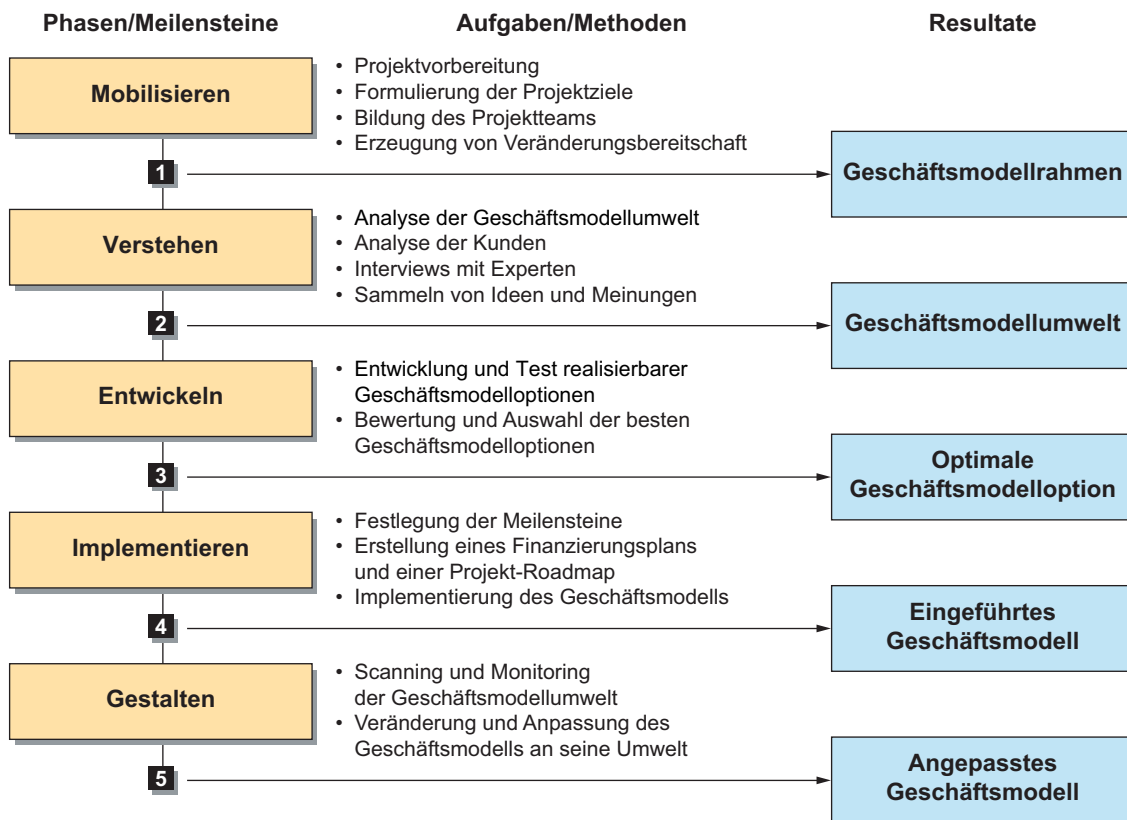 Phasen/Meilensteine
Aufgaben/Methoden
Resultate
Mobilisieren
• Projektvorbereitung
• Formulierung der Projektziele
• Bildung des Projektteams
• Erzeugung von Veränderungsbereitschaft
1
Geschäftsmodellrahmen
Verstehen
• Analyse der Geschäftsmodellumwelt
• Analyse der Kunden
• Interviews mit Experten
• Sammeln von Ideen und Meinungen
2
Geschäftsmodellumwelt
Entwickeln
• Entwicklung und Test realisierbarer
Geschäftsmodelloptionen
• Bewertung und Auswahl der besten
Geschäftsmodelloptionen
3
Optimale
Geschäftsmodelloption
Implementieren
• Festlegung der Meilensteine
• Erstellung eines Finanzierungsplans
und einer Projekt-Roadmap
• Implementierung des Geschäftsmodells
4
Eingeführtes
Geschäftsmodell
Gestalten
• Scanning und Monitoring
der Geschäftsmodellumwelt
• Veränderung und Anpassung des
Geschäftsmodells an seine Umwelt
5
Angepasstes
Geschäftsmodell